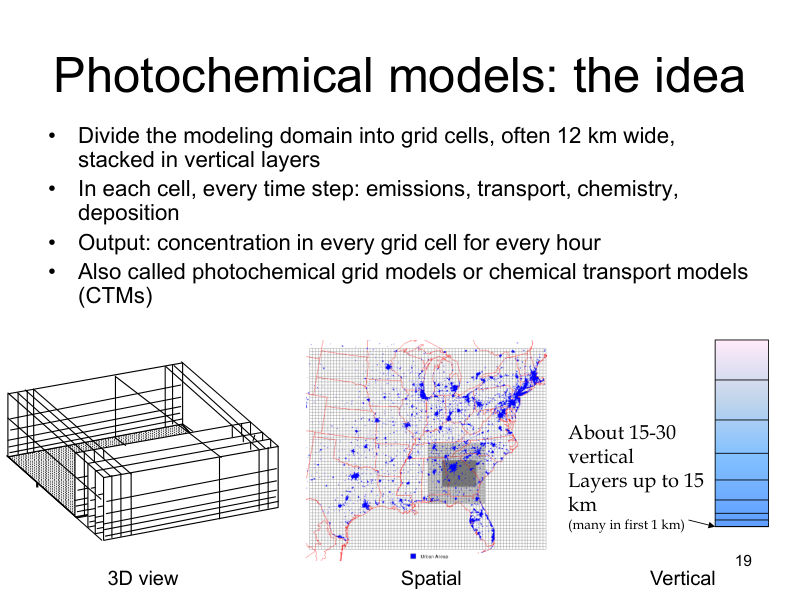 Photochemical models: the idea
• Divide the modeling domain into grid cells, often 12 km wide,
stacked in vertical layers
• In each cell, every time step: emissions, transport, chemistry,
deposition
• Output: concentration in every grid cell for every hour
• Also called photochemical grid models or chemical transport models
(CTMs)
About 15-30
vertical
Layers up to 15
km
(many in first 1 km)
Urban Areas
19
3D view
Spatial
Vertical